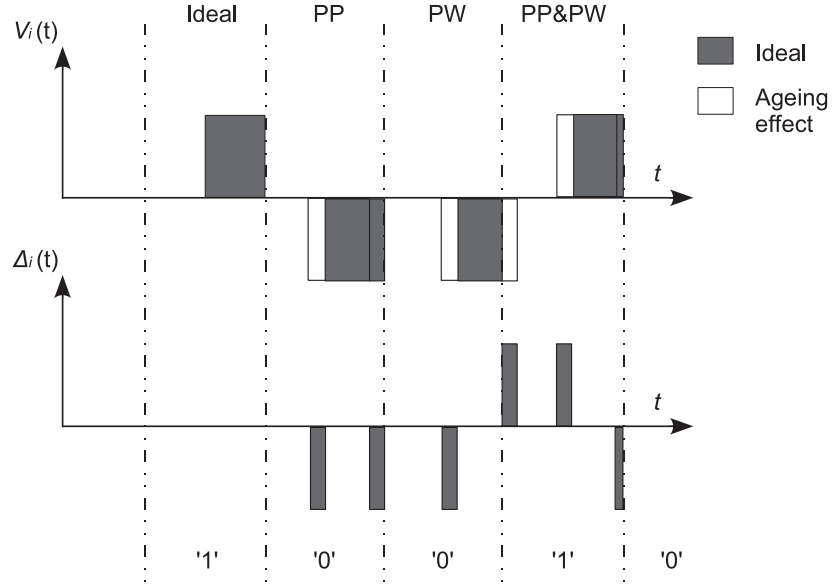 Ideal PP PW PP&PW
Vi (t)
Ideal
Ageing
effect
t
Δi (t)
t
'1' '0' '0' '1' '0'